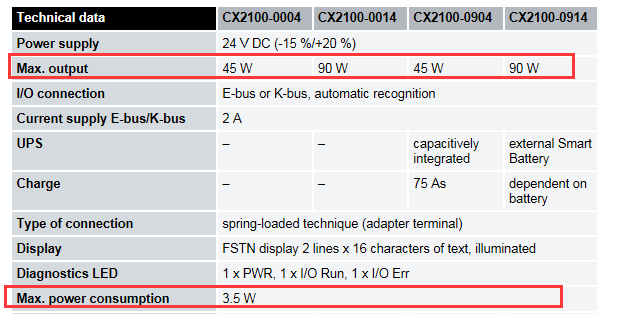 Technical data CX2100-0004 CX2100-0014 CX2100-0904 CX2100-0914
Power supply 24 V DC (-15 %/+20 %)
Max. output 45 W 90 W 45 W 90 W
I/O connection E-bus or K-bus, automatic recognition
Current supply E-bus/K-bus 2 A
UPS – – capacitively external Smart
integrated Battery
Charge – – 75 As dependent on
battery
Type of connection spring-loaded technique (adapter terminal)
Display FSTN display 2 lines x 16 characters of text, illuminated
Diagnostics LED 1 x PWR, 1 x I/O Run, 1 x I/O Err
Max. power consumption 3.5 W